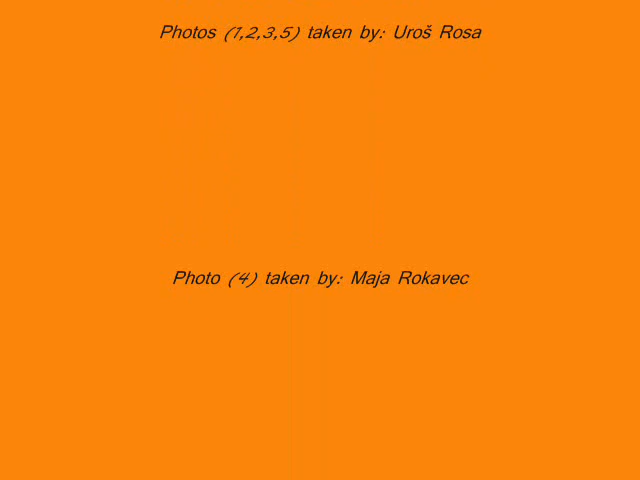 Photos (1,2,3,5) taken by: Uroš Rosa
Photo (4) taken by: Maja Rokavec